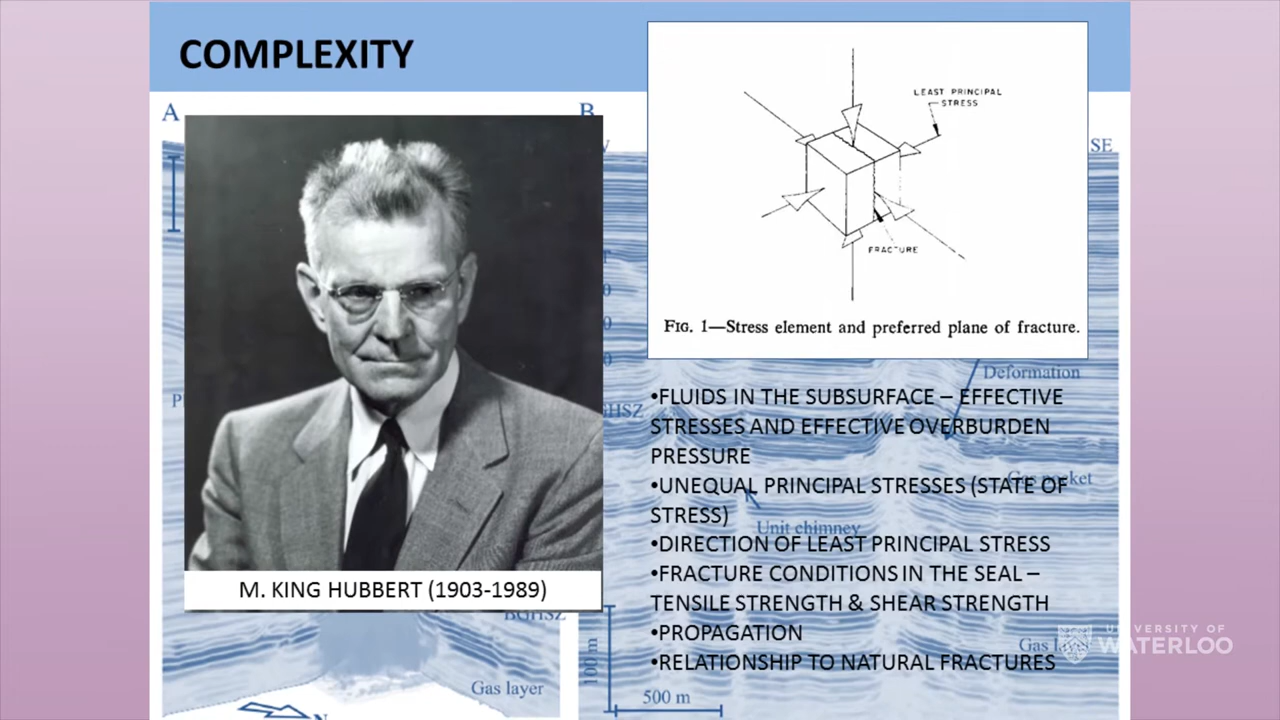 COMPLEXITY
A
B
SE
M. KING HUBBERT (1903-1989)
LEAST PRINCIPAL
STRESS
FRACTURE
FIG. 1—Stress element and preferred plane of fracture.
Deformation
•FLUIDS IN THE SUBSURFACE – EFFECTIVE
STRESSES AND EFFECTIVE OVERBURDEN
PRESSURE
•UNEQUAL PRINCIPAL STRESSES (STATE OF
STRESS)
Unit chimney
•DIRECTION OF LEAST PRINCIPAL STRESS
•FRACTURE CONDITIONS IN THE SEAL –
TENSILE STRENGTH & SHEAR STRENGTH
•PROPAGATION
•RELATIONSHIP TO NATURAL FRACTURES
UNIVERSITY OF
WATERLOO
BGHSZ
Gas layer
N
100 m
500 m